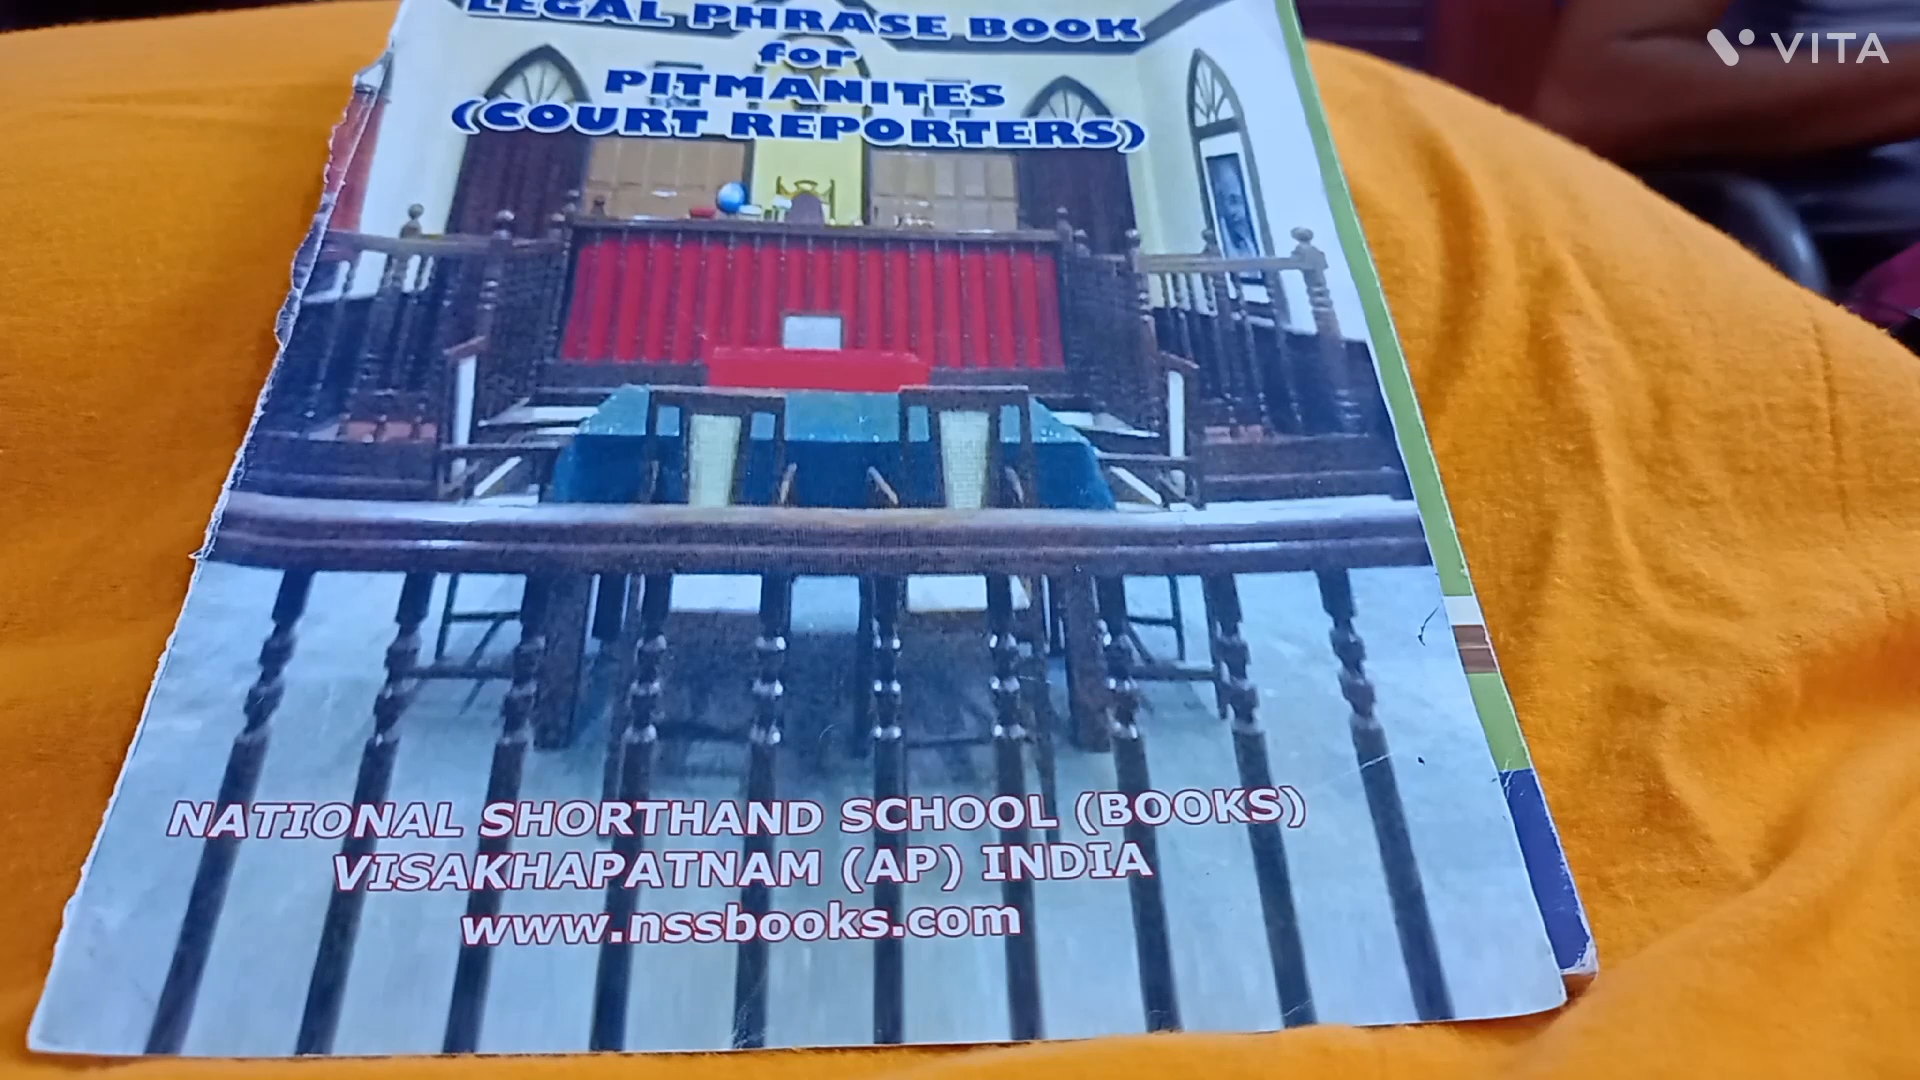 LEGAL PHRASE BOOK
for
PITMANITES
(COURT REPORTERS)
NATIONAL SHORTHAND SCHOOL (BOOKS)
VISAKHAPATNAM (AP) INDIA
www.nssbooks.com
VITA